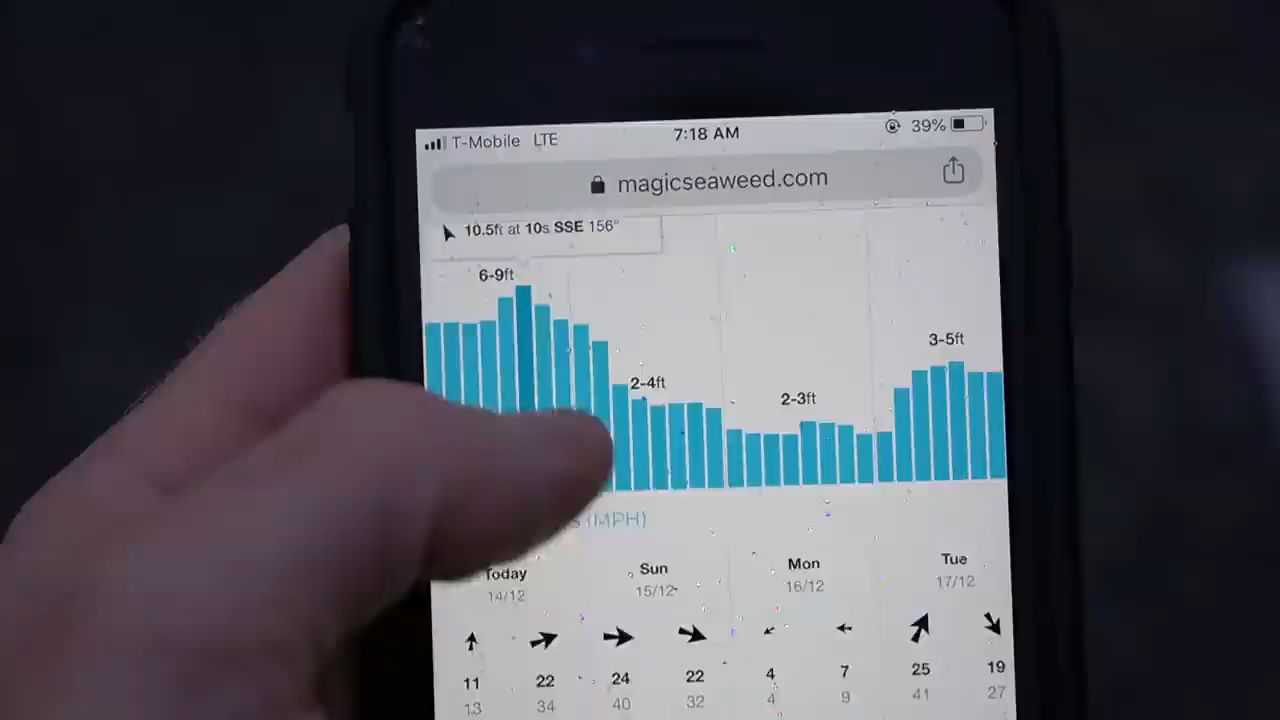 T-Mobile LTE 7:18 AM 39%
magicseaweed.com
10.5ft at 10s SSE 156°
6-9ft
3-5ft
2-4ft
2-3ft
(MPH)
Today Sun Mon Tue
14/12 15/12 16/12 17/12
11 22 24 22 4 7 25 19
13 34 40 32 4 9 41 27